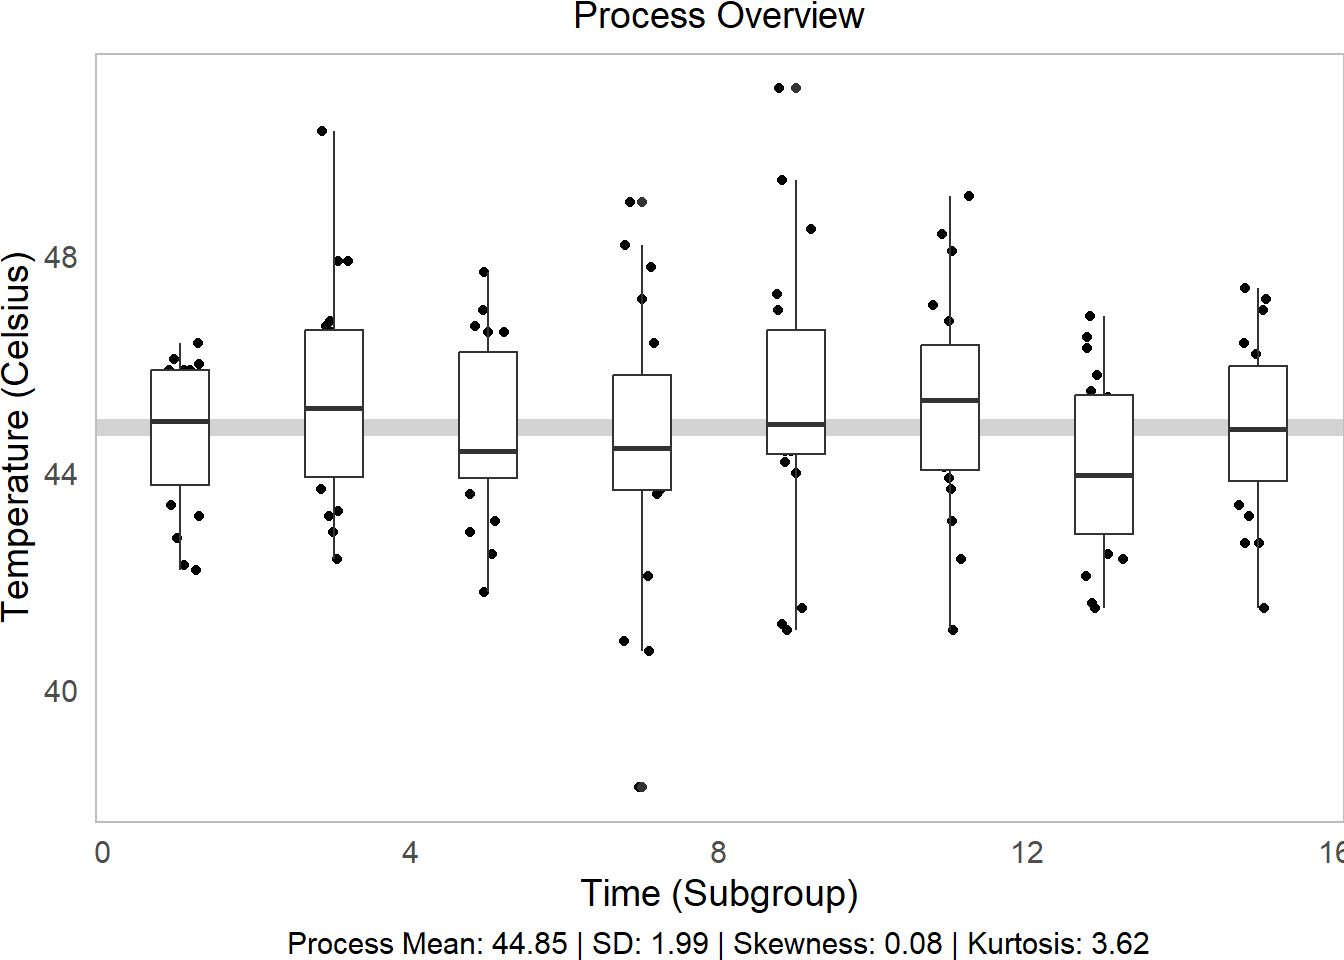 Process Overview
Temperature (Celsius)
48
44
40
0 4 8 12 16
Time (Subgroup)
Process Mean: 44.85 | SD: 1.99 | Skewness: 0.08 | Kurtosis: 3.62